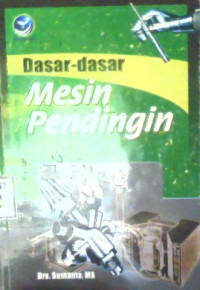 Dasar-dasar
Mesin
Pendingin
Drs. Sumanto, MA